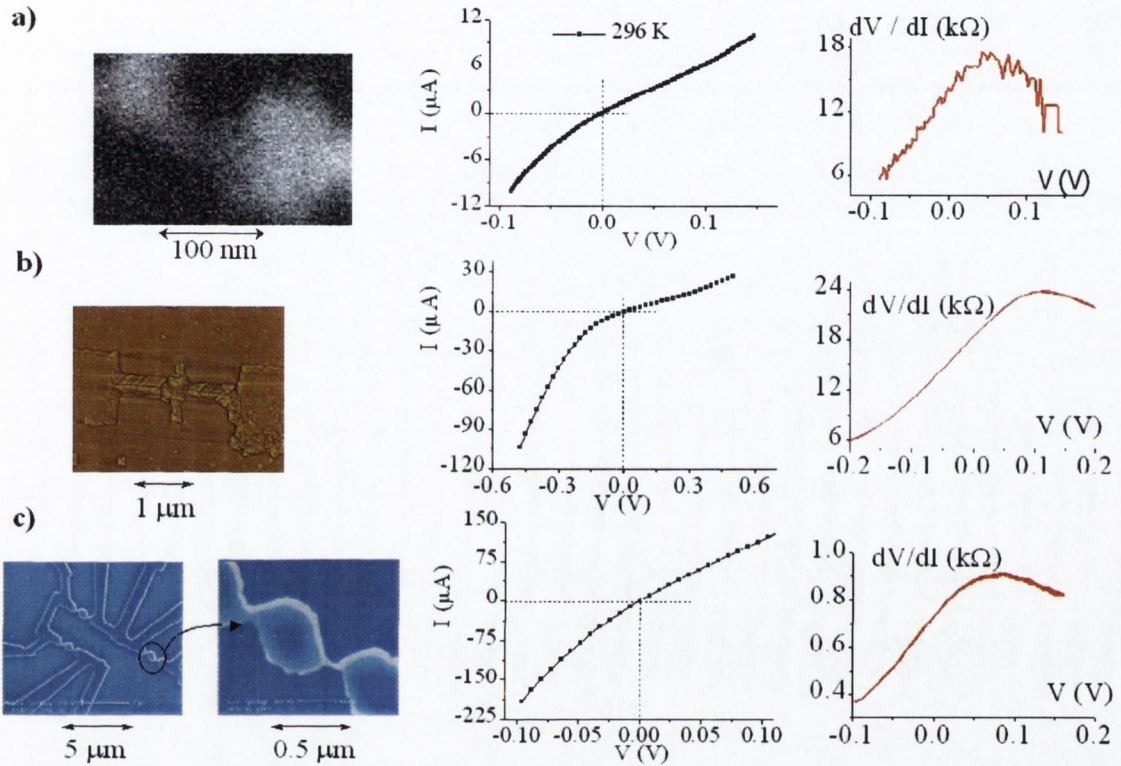 a)
100 nm
296 K
I (μA)
6
0
-6
-12
-0.1
0.0
0.1
V (V)
dV / dI (kΩ)
18
12
6
-0.1
0.0
0.1
V (V)
b)
1 μm
I (μ A)
30
0
-30
-60
-90
-120
-0.6
-0.3
0.0
0.3
0.6
V (V)
dV/dI (kΩ)
24
18
12
6
-0.2
-0.1
0.0
0.1
0.2
V (V)
c)
5 μm
0.5 μm
I (μA)
150
75
0
-75
-150
-225
-0.10
-0.05
0.00
0.05
0.10
V (V)
dV/dI (kΩ)
1.0
0.8
0.6
0.4
-0.1
0.0
0.1
0.2
V (V)